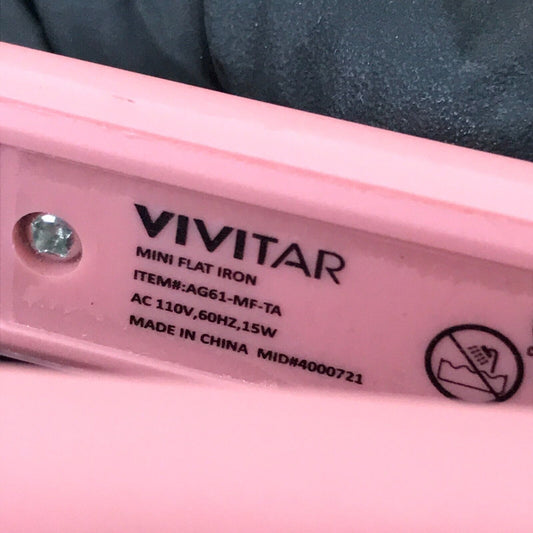 VIVITAR
MINI FLAT IRON
ITEM#:AG61-MF-TA
AC 110V,60HZ,15W
MADE IN CHINA MID#4000721